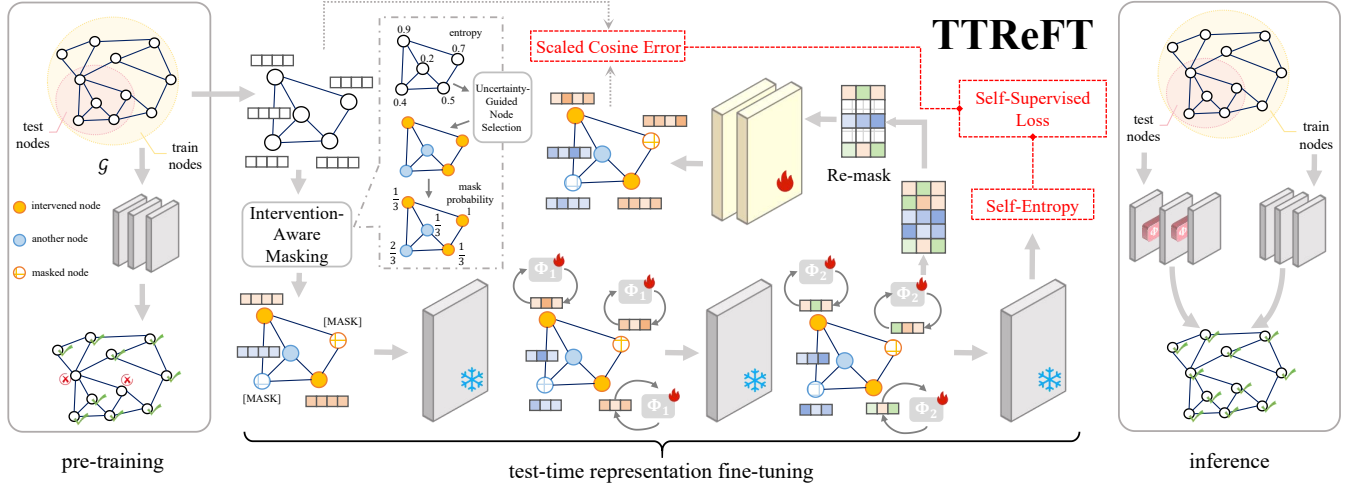 TTReFT
test
nodes
train
nodes
𝒢
intervened node
another node
masked node
pre-training
Intervention-
Aware
Masking
entropy
0.9
0.7
0.2
0.4
0.5
Uncertainty-
Guided
Node
Selection
mask
probability
1/3
1
1/3
2/3
1/3
[MASK]
[MASK]
Scaled Cosine Error
Re-mask
Self-Supervised
Loss
Self-Entropy
Φ1
Φ1
Φ1
Φ2
Φ2
Φ2
test-time representation fine-tuning
test
nodes
train
nodes
Φ
Φ
inference